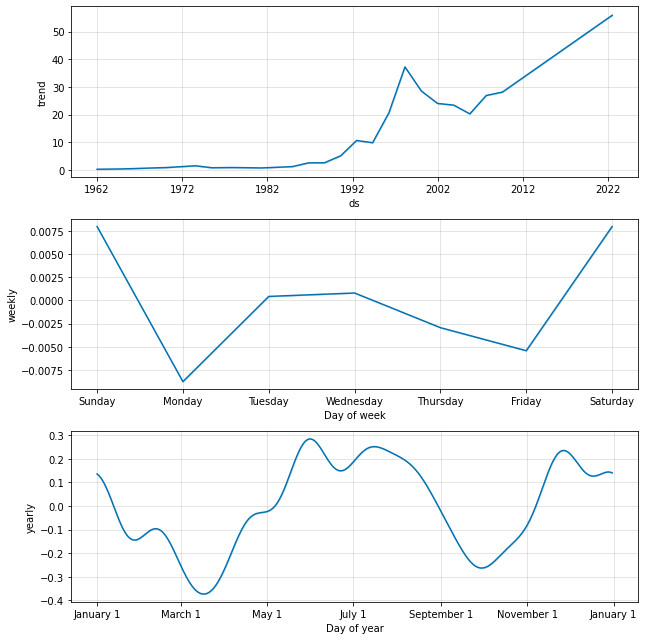 50
40
30
20
10
0
trend
1962 1972 1982 1992 2002 2012 2022
ds
0.0075
0.0050
0.0025
0.0000
−0.0025
−0.0050
−0.0075
weekly
Sunday Monday Tuesday Wednesday Thursday Friday Saturday
Day of week
0.3
0.2
0.1
0.0
−0.1
−0.2
−0.3
−0.4
yearly
January 1 March 1 May 1 July 1 September 1 November 1 January 1
Day of year